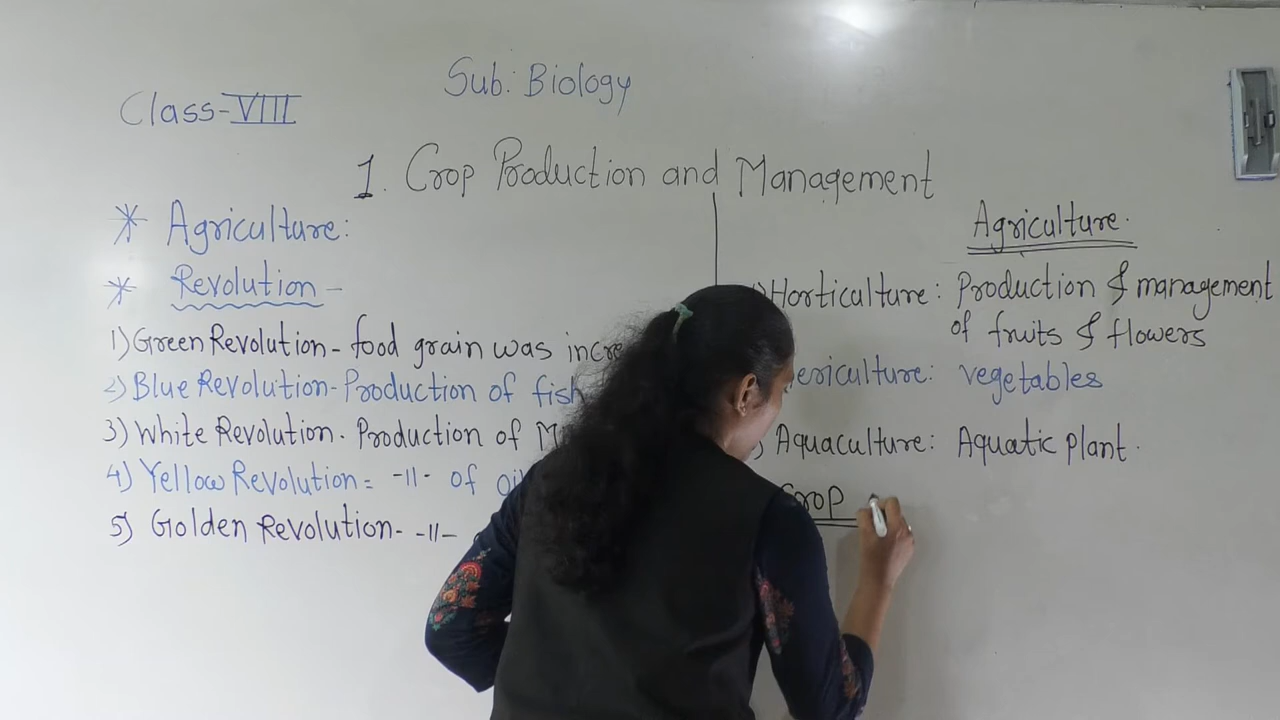 Sub: Biology
Class-VIII
1. Crop Production and Management
* Agriculture:
* Revolution -
1) Green Revolution - food grain was
2) Blue Revolution - Production of fish
3) White Revolution. Production of
4) Yellow Revolution = -11- of
5) Golden Revolution- -11-
Agriculture.
Horticulture: Production & management
of fruits & flowers
vegetables
Aquaculture: Aquatic plant.
Crop